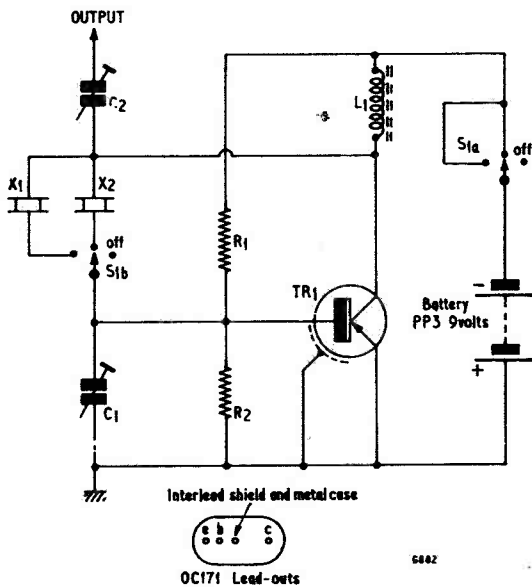 OUTPUT
C2
L1
S1a
off
X1
X2
off
S1b
R1
TR1
Battery
PP3 9volts
-
+
C1
R2
Interlead shield and metal case
e b c
OC171 Lead-outs
6882